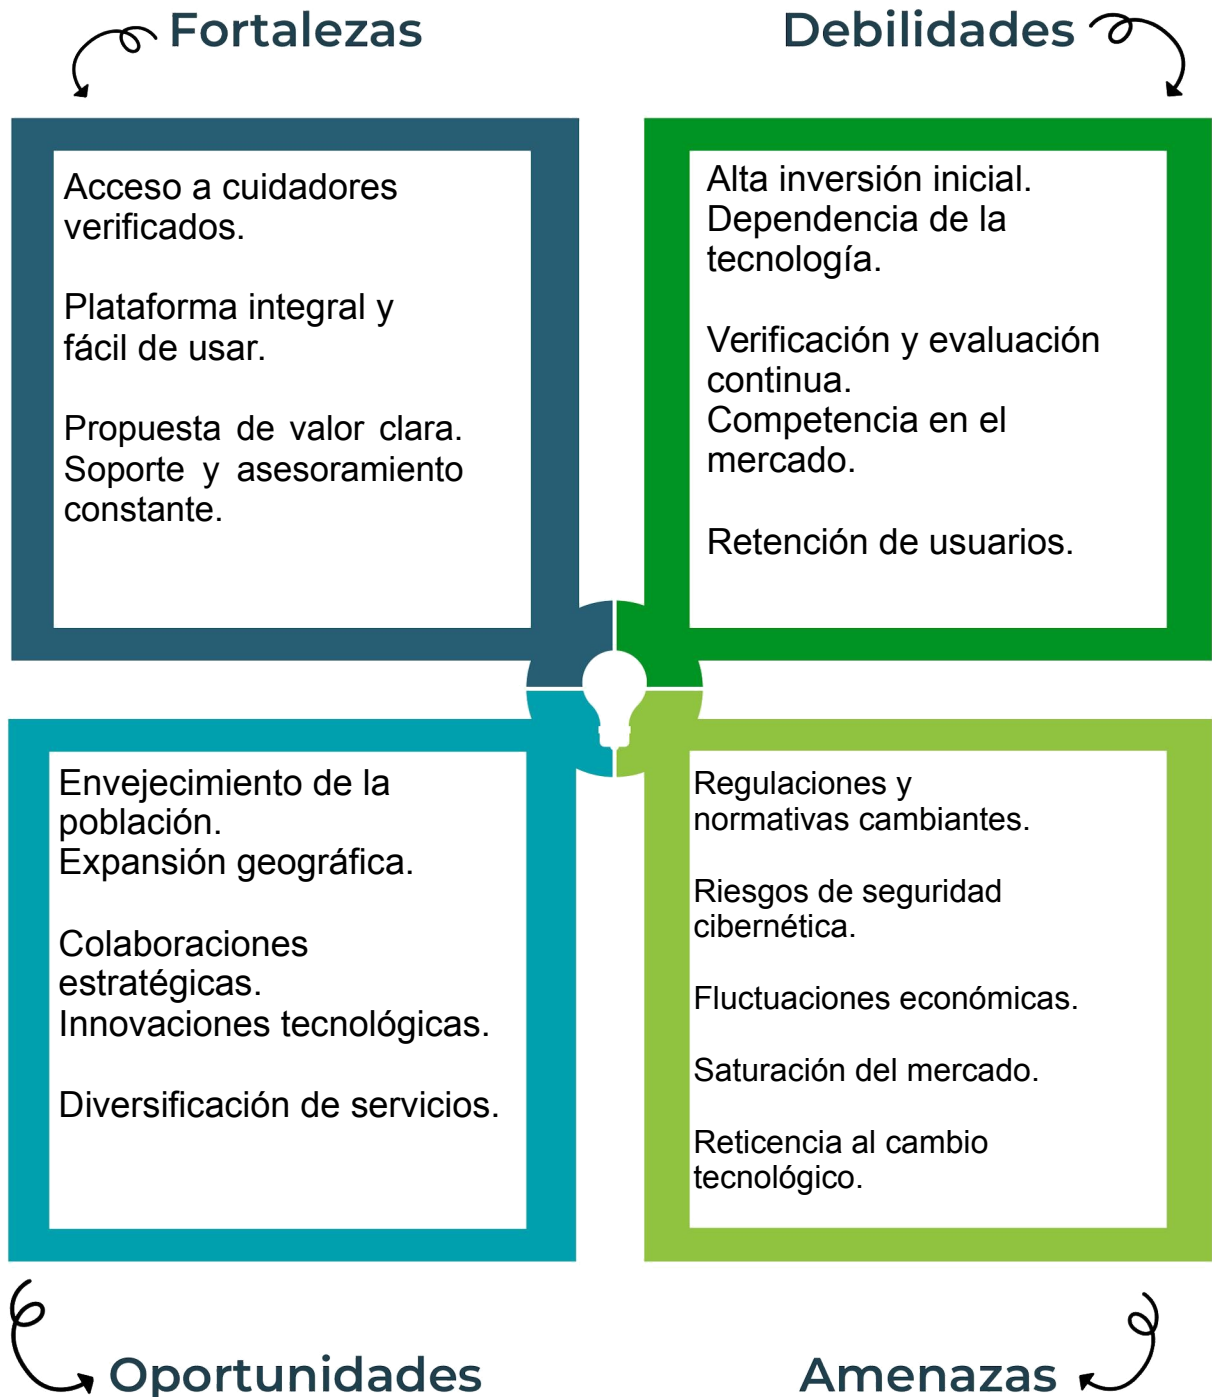 Fortalezas
Acceso a cuidadores
verificados.
Plataforma integral y
fácil de usar.
Propuesta de valor clara.
Soporte y asesoramiento
constante.
Debilidades
Alta inversión inicial.
Dependencia de la
tecnología.
Verificación y evaluación
continua.
Competencia en el
mercado.
Retención de usuarios.
Envejecimiento de la
población.
Expansión geográfica.
Colaboraciones
estratégicas.
Innovaciones tecnológicas.
Diversificación de servicios.
Oportunidades
Regulaciones y
normativas cambiantes.
Riesgos de seguridad
cibernética.
Fluctuaciones económicas.
Saturación del mercado.
Reticencia al cambio
tecnológico.
Amenazas